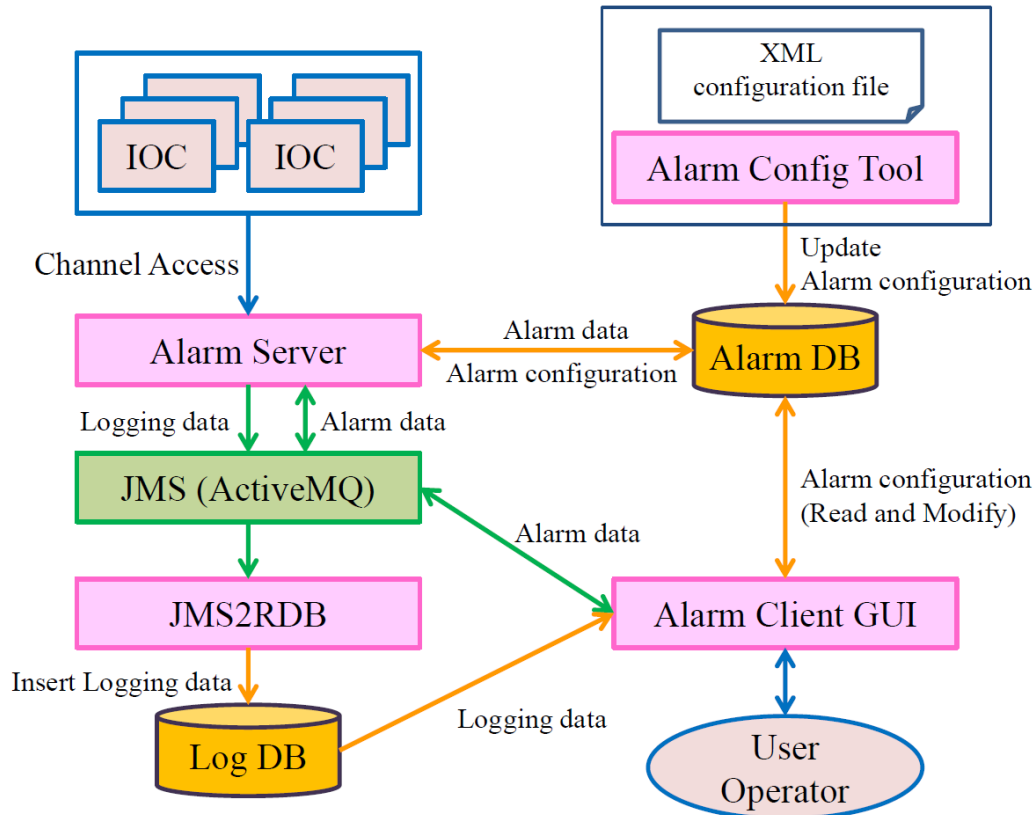 IOC
IOC
XML
configuration file
Alarm Config Tool
Channel Access
Update
Alarm configuration
Alarm Server
Alarm data
Alarm configuration
Alarm DB
Logging data
Alarm data
JMS (ActiveMQ)
Alarm data
Alarm configuration
(Read and Modify)
JMS2RDB
Alarm Client GUI
Insert Logging data
Logging data
Log DB
User
Operator